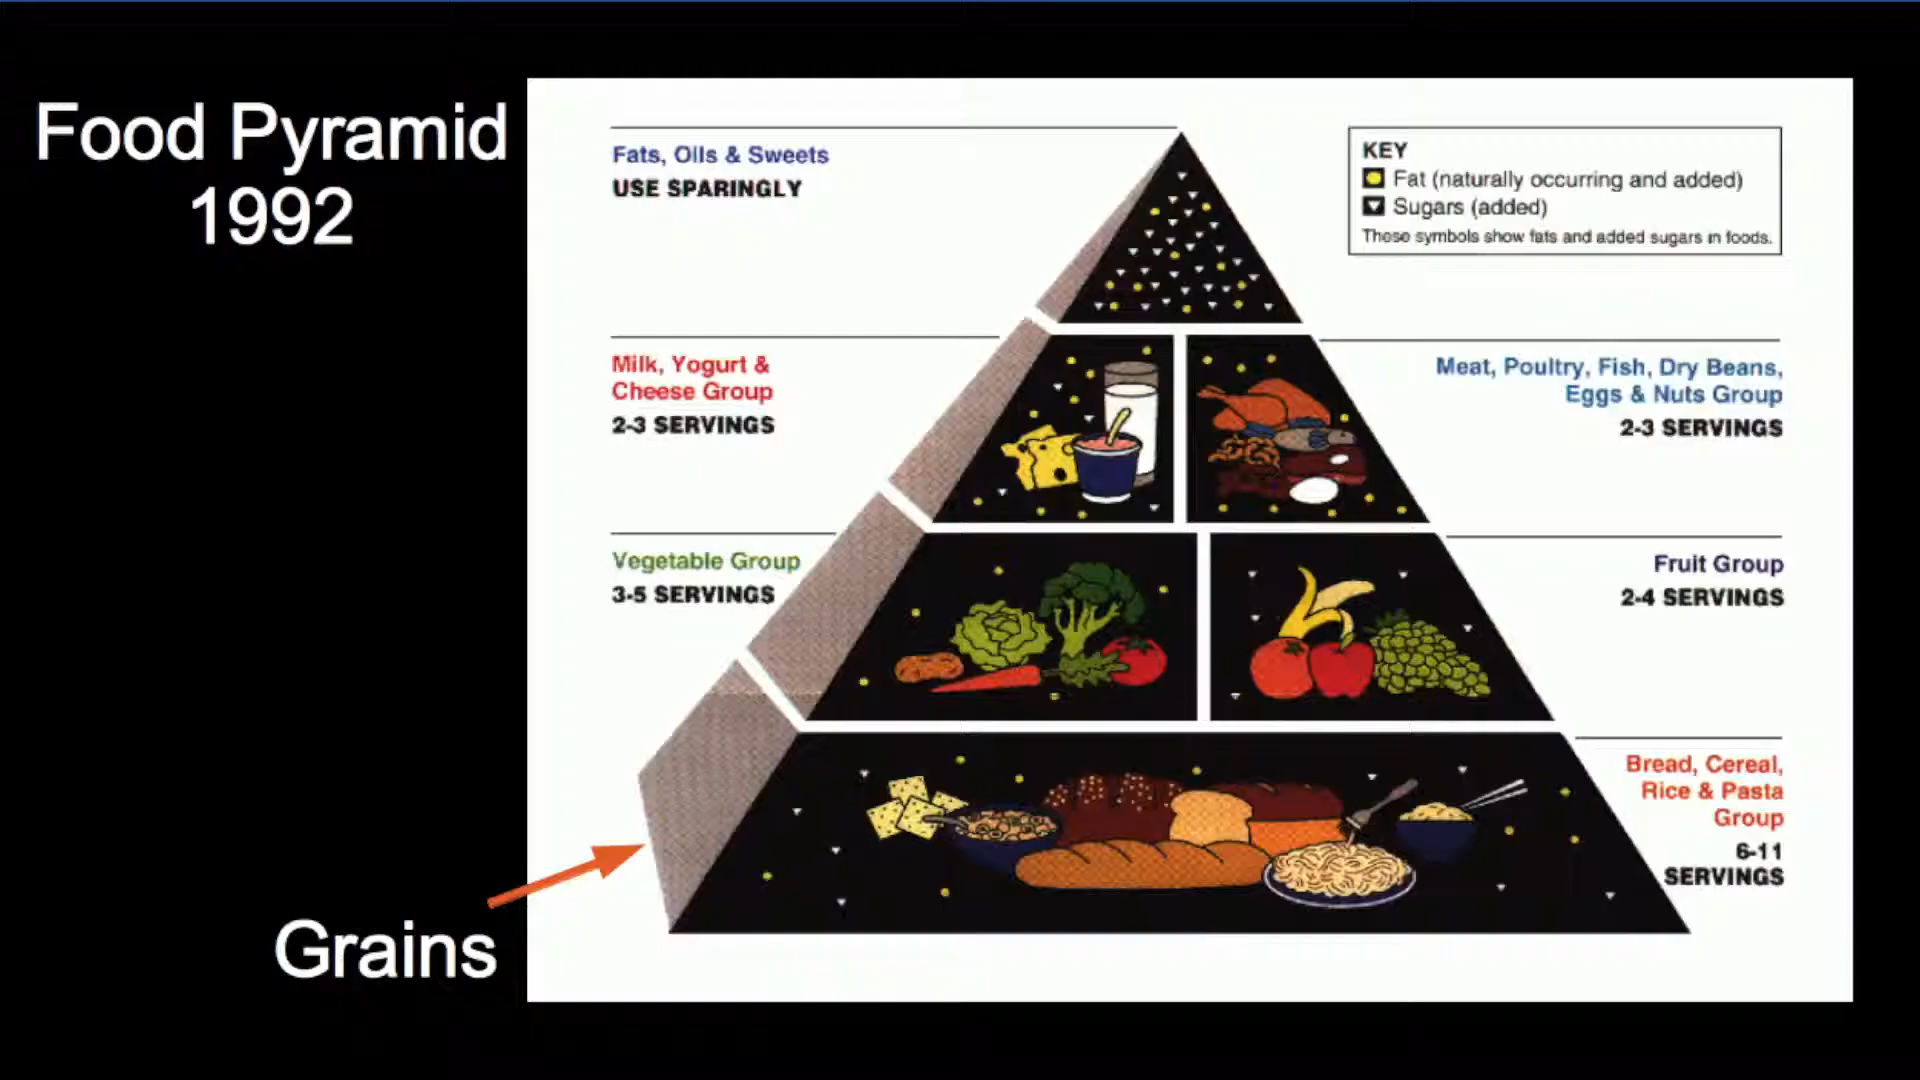 Food Pyramid
1992
Fats, Oils & Sweets
USE SPARINGLY
KEY
Fat (naturally occurring and added)
Sugars (added)
These symbols show fats and added sugars in foods.
Milk, Yogurt &
Cheese Group
2-3 SERVINGS
Meat, Poultry, Fish, Dry Beans,
Eggs & Nuts Group
2-3 SERVINGS
Vegetable Group
3-5 SERVINGS
Fruit Group
2-4 SERVINGS
Bread, Cereal,
Rice & Pasta
Group
6-11
SERVINGS
Grains